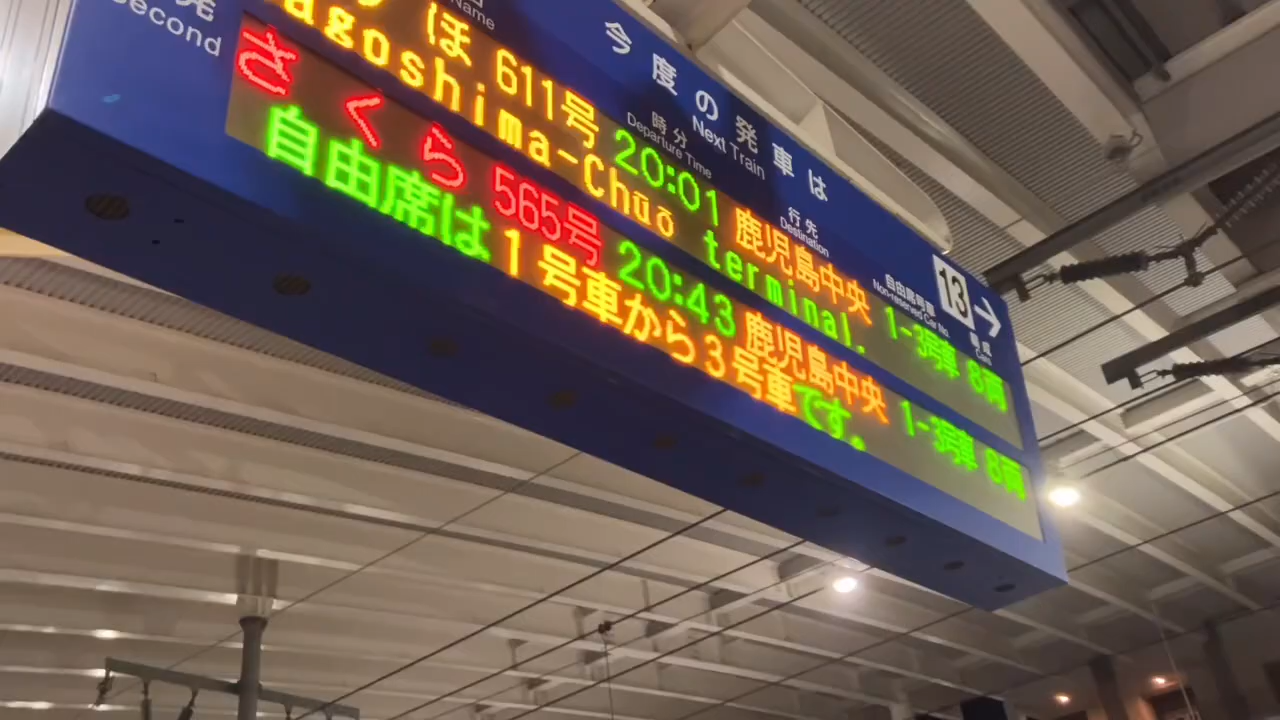 今度の発車は
Next Train
13
Name
時分
Departure Time
行先
Destination
自由席号車
Non-reserved Car No.
編成
Cars
ほ 611号 20:01 鹿児島中央 1-3号車 8両
agoshima-Chūō terminal.
発
Second
さくら 565号 20:43 鹿児島中央 1-3号車 8両
自由席は1号車から3号車です。